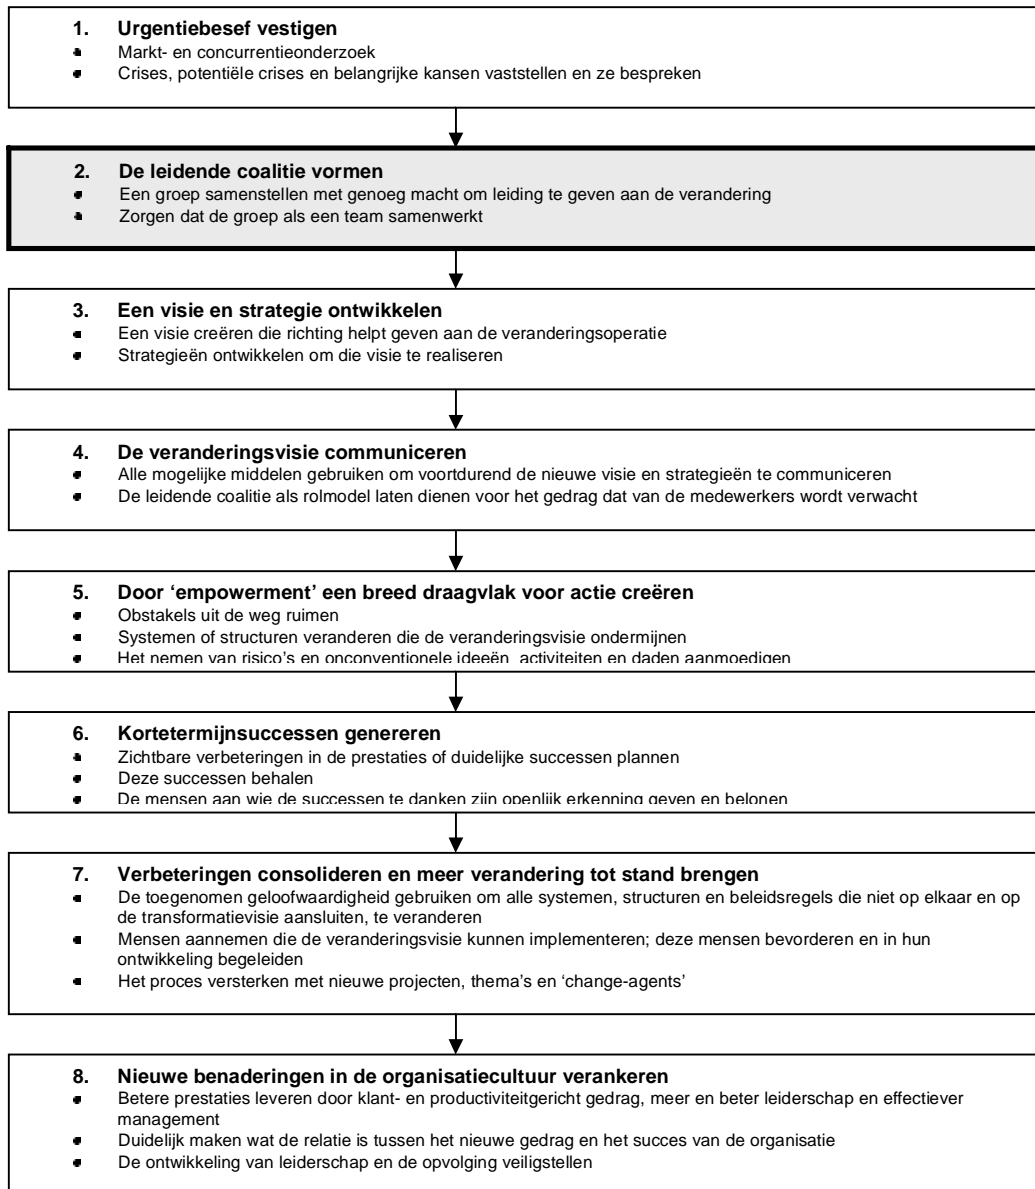 1. Urgentiebesef vestigen
Markt- en concurrentieonderzoek
Crises, potentiële crises en belangrijke kansen vaststellen en ze bespreken
2. De leidende coalitie vormen
Een groep samenstellen met genoeg macht om leiding te geven aan de verandering
Zorgen dat de groep als een team samenwerkt
3. Een visie en strategie ontwikkelen
Een visie creëren die richting helpt geven aan de veranderingsoperatie
Strategieën ontwikkelen om die visie te realiseren
4. De veranderingsvisie communiceren
Alle mogelijke middelen gebruiken om voortdurend de nieuwe visie en strategieën te communiceren
De leidende coalitie als rolmodel laten dienen voor het gedrag dat van de medewerkers wordt verwacht
5. Door ‘empowerment’ een breed draagvlak voor actie creëren
Obstakels uit de weg ruimen
Systemen of structuren veranderen die de veranderingsvisie ondermijnen
Het nemen van risico’s en onconventionele ideeën, activiteiten en daden aanmoedigen
6. Kortetermijnsuccessen genereren
Zichtbare verbeteringen in de prestaties of duidelijke successen plannen
Deze successen behalen
De mensen aan wie de successen te danken zijn openlijk erkenning geven en belonen
7. Verbeteringen consolideren en meer verandering tot stand brengen
De toegenomen geloofwaardigheid gebruiken om alle systemen, structuren en beleidsregels die niet op elkaar en op
de transformatievisie aansluiten, te veranderen
Mensen aannemen die de veranderingsvisie kunnen implementeren; deze mensen bevorderen en in hun
ontwikkeling begeleiden
Het proces versterken met nieuwe projecten, thema’s en ‘change-agents’
8. Nieuwe benaderingen in de organisatiecultuur verankeren
Betere prestaties leveren door klant- en productiviteitgericht gedrag, meer en beter leiderschap en effectiever
management
Duidelijk maken wat de relatie is tussen het nieuwe gedrag en het succes van de organisatie
De ontwikkeling van leiderschap en de opvolging veiligstellen